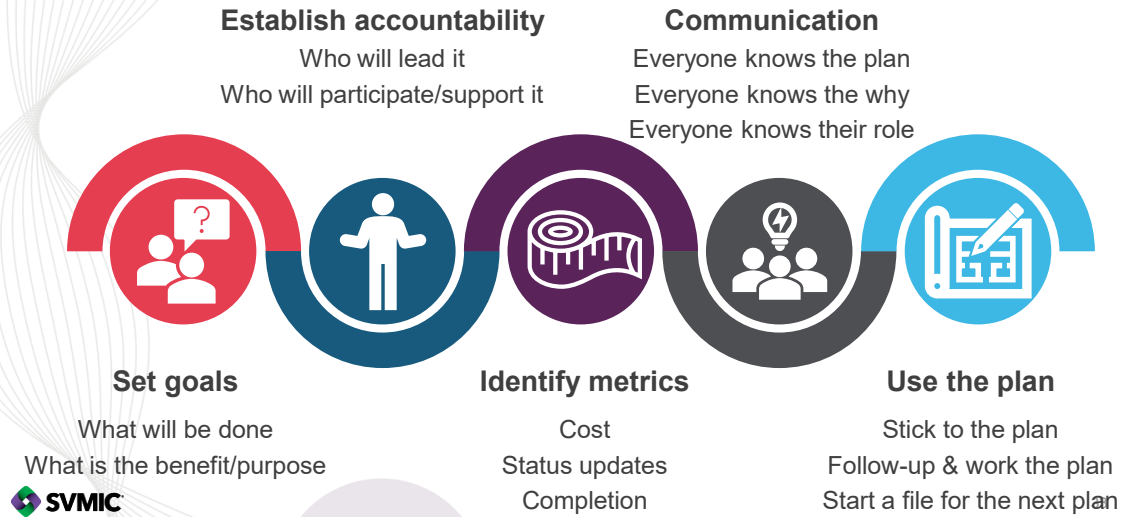 Establish accountability
Who will lead it
Who will participate/support it
Communication
Everyone knows the plan
Everyone knows the why
Everyone knows their role
?
Set goals
What will be done
What is the benefit/purpose
Identify metrics
Cost
Status updates
Completion
Use the plan
Stick to the plan
Follow-up & work the plan
Start a file for the next plan
SVMIC